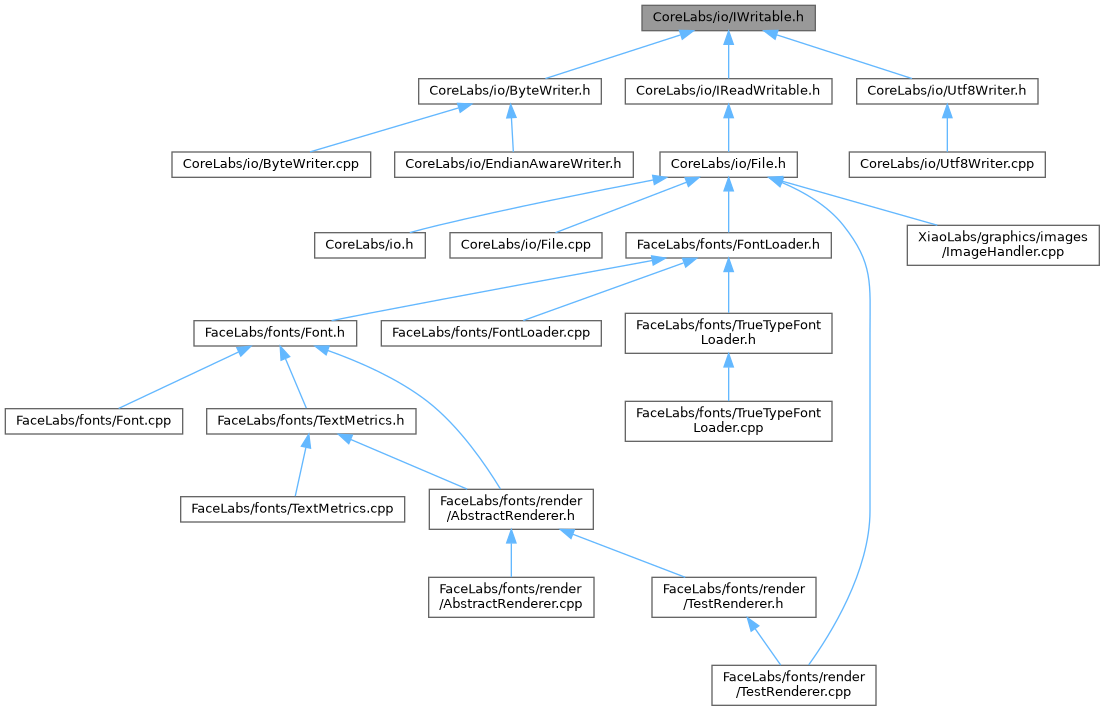 CoreLabs/io/IWritable.h
CoreLabs/io/ByteWriter.h
CoreLabs/io/IReadWritable.h
CoreLabs/io/Utf8Writer.h
CoreLabs/io/ByteWriter.cpp
CoreLabs/io/EndianAwareWriter.h
CoreLabs/io/File.h
CoreLabs/io/Utf8Writer.cpp
CoreLabs/io.h
CoreLabs/io/File.cpp
FaceLabs/fonts/FontLoader.h
XiaoLabs/graphics/images
/ImageHandler.cpp
FaceLabs/fonts/Font.h
FaceLabs/fonts/FontLoader.cpp
FaceLabs/fonts/TrueTypeFont
Loader.h
FaceLabs/fonts/Font.cpp
FaceLabs/fonts/TextMetrics.h
FaceLabs/fonts/TrueTypeFont
Loader.cpp
FaceLabs/fonts/TextMetrics.cpp
FaceLabs/fonts/render
/AbstractRenderer.h
FaceLabs/fonts/render
/AbstractRenderer.cpp
FaceLabs/fonts/render
/TestRenderer.h
FaceLabs/fonts/render
/TestRenderer.cpp